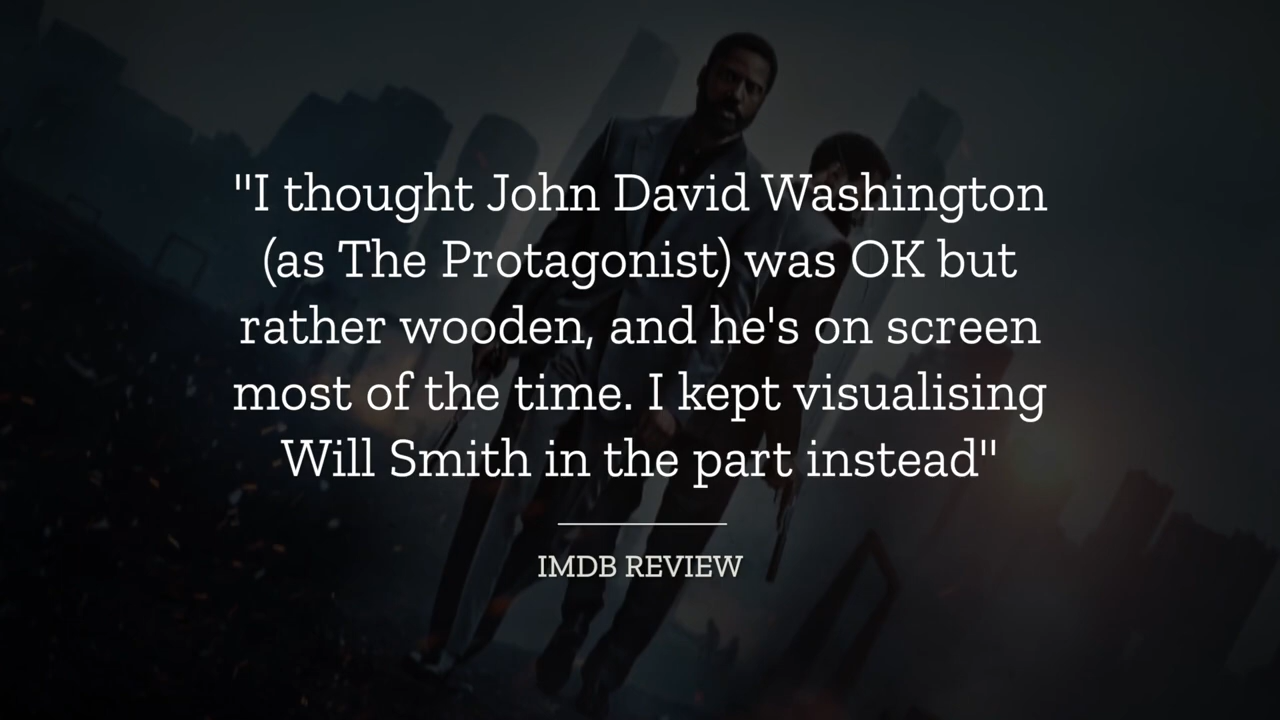 "I thought John David Washington
(as The Protagonist) was OK but
rather wooden, and he's on screen
most of the time. I kept visualising
Will Smith in the part instead"
IMDB REVIEW